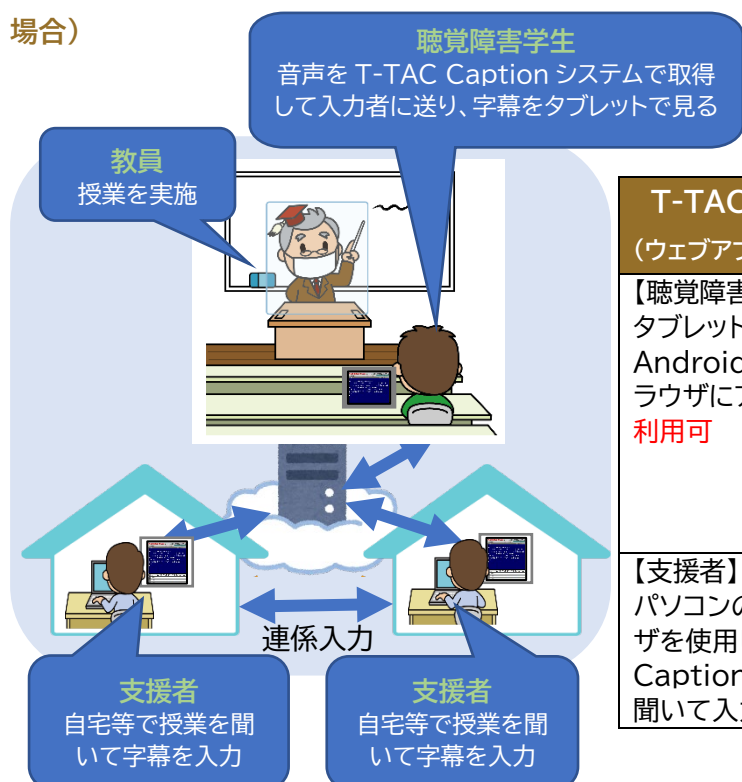 場合）
聴覚障害学生
音声を T-TAC Caption システムで取得
して入力者に送り、字幕をタブレットで見る
教員
授業を実施
連係入力
支援者
自宅等で授業を聞
いて字幕を入力
支援者
自宅等で授業を聞
いて字幕を入力
T-TAC
（ウェブアプ
【聴覚障害
タブレット
Android
ラウザにア
利用可
【支援者】
パソコンの
ザを使用
Caption
聞いて入